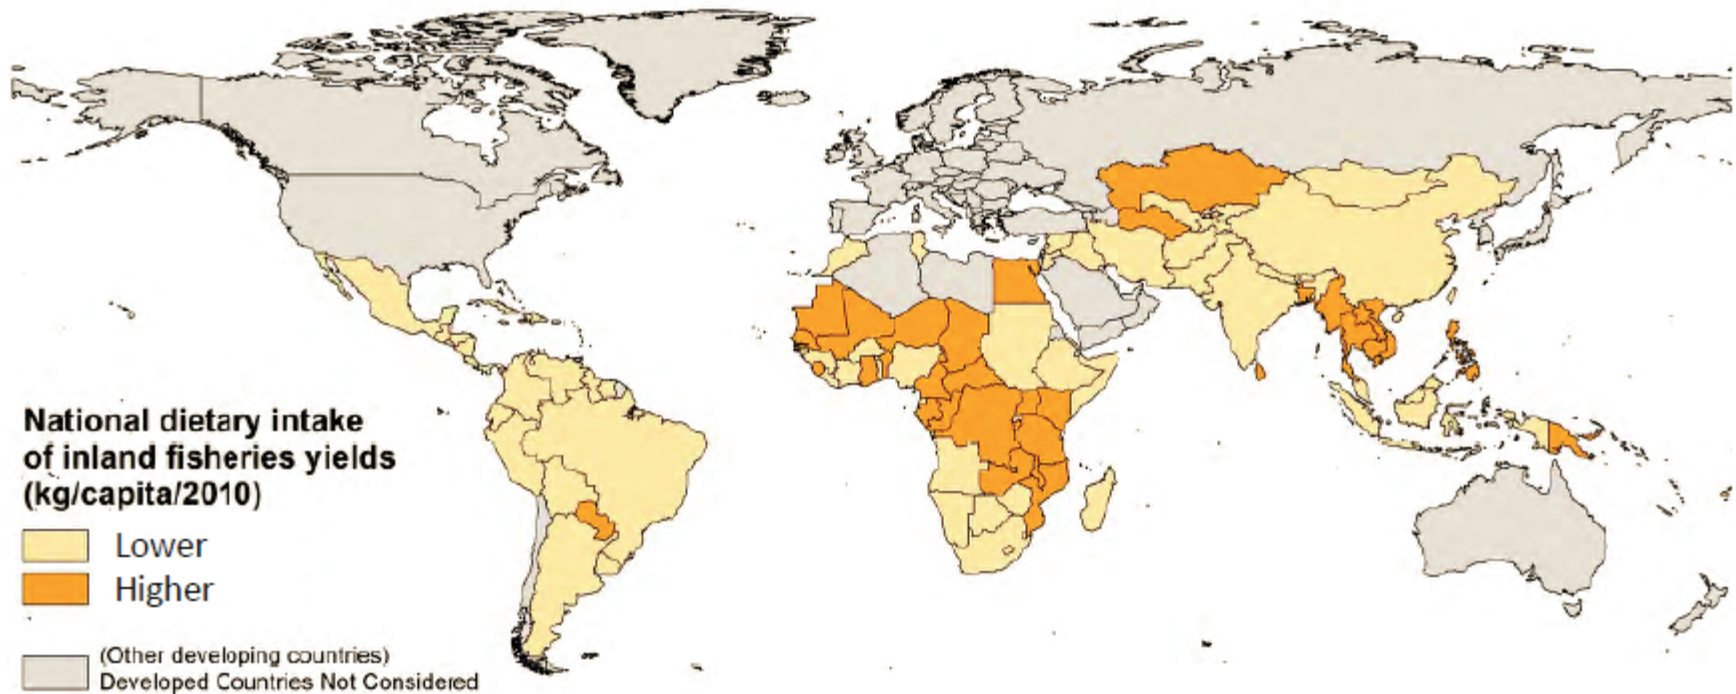 National dietary intake
of inland fisheries yields
(kg/capita/2010)
Lower
Higher
(Other developing countries)
Developed Countries Not Considered